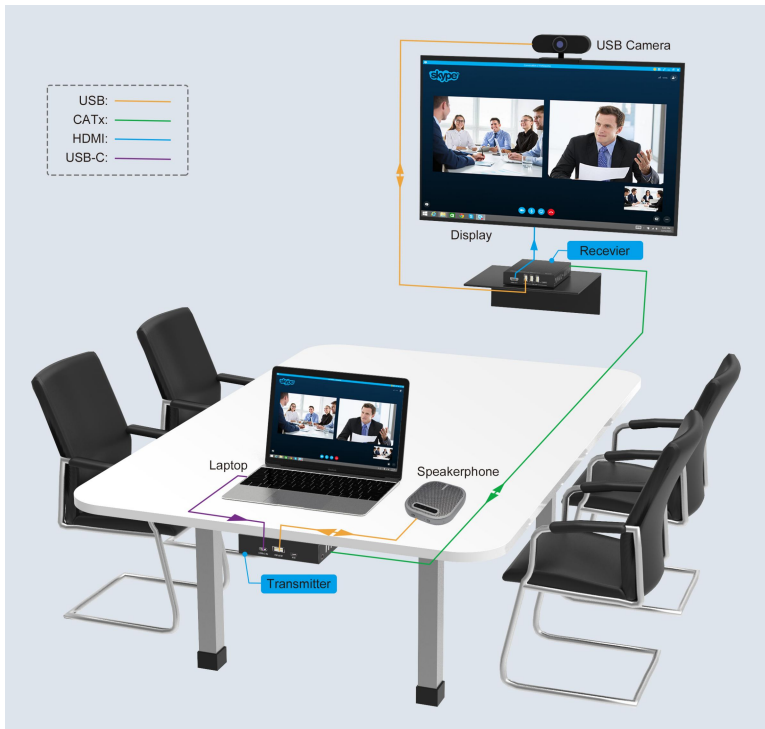 USB Camera
skype
USB:
CATx:
HDMI:
USB-C:
Display
Recevier
skype
Laptop
Speakerphone
Transmitter